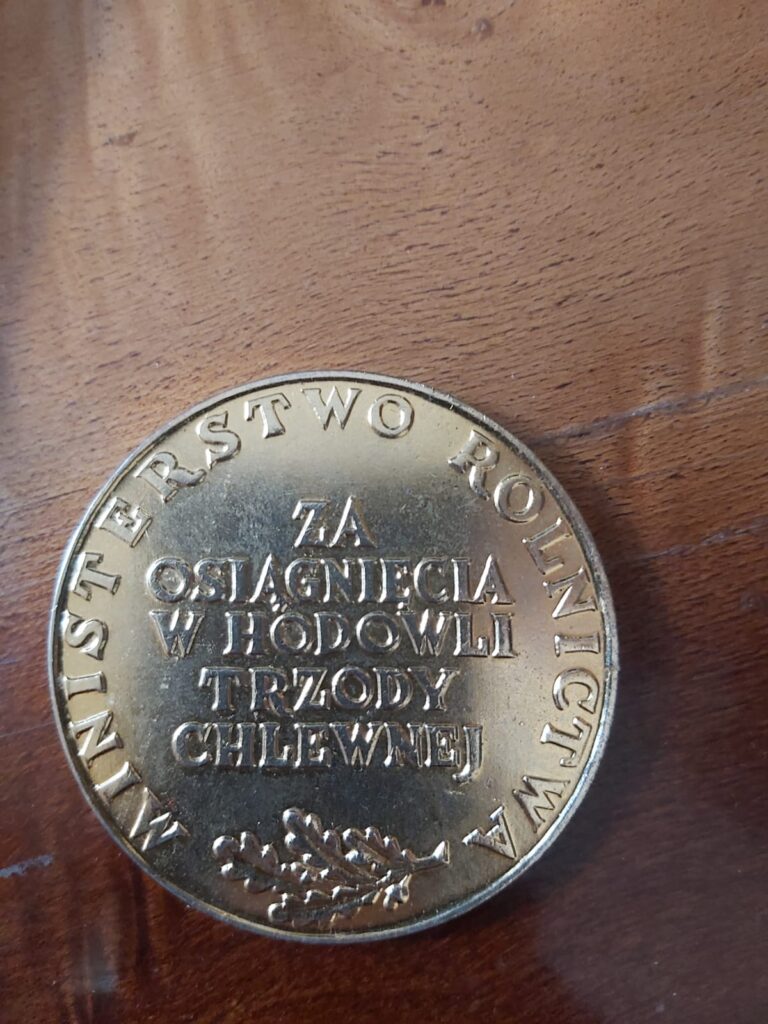 MINISTERSTWO ROLNICTWA
ZA
OSIĄGNIĘCIA
W HODOWLI
TRZODY
CHLEWNEJ